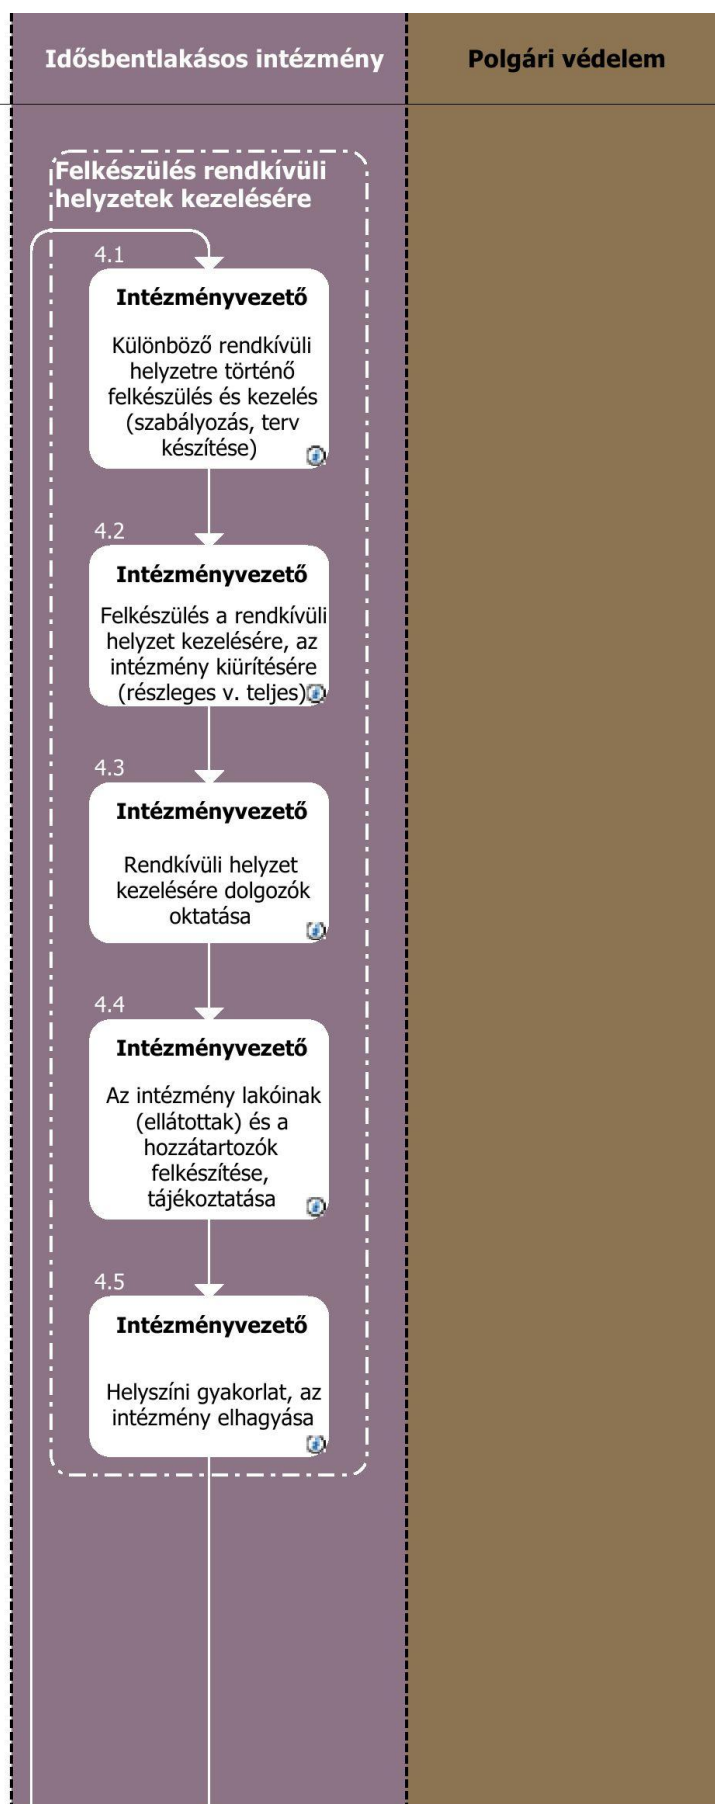 Idősbentlakásos intézmény
Polgári védelem
Felkészülés rendkívüli
helyzetek kezelésére
4.1
Intézményvezető
Különböző rendkívüli
helyzetre történő
felkészülés és kezelés
(szabályozás, terv
készítése)
4.2
Intézményvezető
Felkészülés a rendkívüli
helyzet kezelésére, az
intézmény kiürítésére
(részleges v. teljes)
4.3
Intézményvezető
Rendkívüli helyzet
kezelésére dolgozók
oktatása
4.4
Intézményvezető
Az intézmény lakóinak
(ellátottak) és a
hozzátartozók
felkészítése,
tájékoztatása
4.5
Intézményvezető
Helyszíni gyakorlat, az
intézmény elhagyása